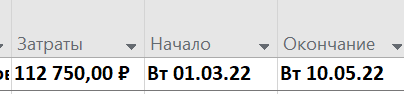 Затраты Начало Окончание
112 750,00 ₽ Вт 01.03.22 Вт 10.05.22